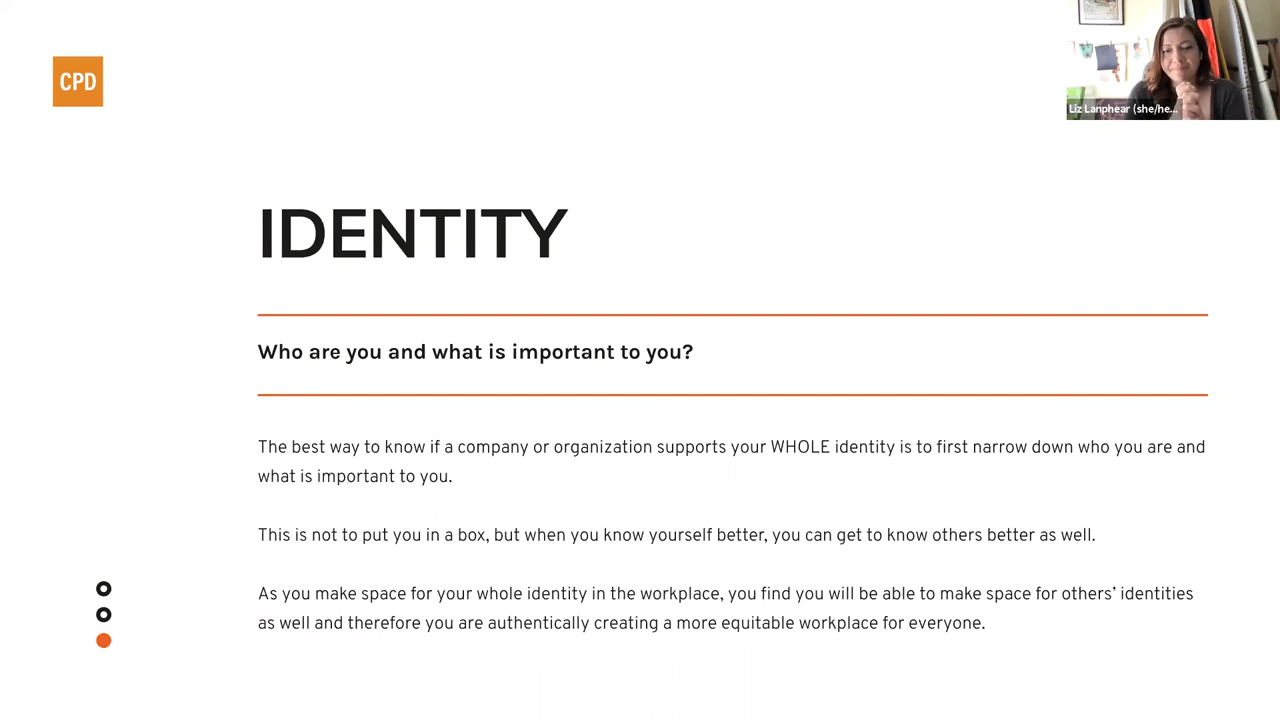 CPD
Liz Lanphear (she/he...
IDENTITY
Who are you and what is important to you?
The best way to know if a company or organization supports your WHOLE identity is to first narrow down who you are and
what is important to you.
This is not to put you in a box, but when you know yourself better, you can get to know others better as well.
As you make space for your whole identity in the workplace, you find you will be able to make space for others’ identities
as well and therefore you are authentically creating a more equitable workplace for everyone.